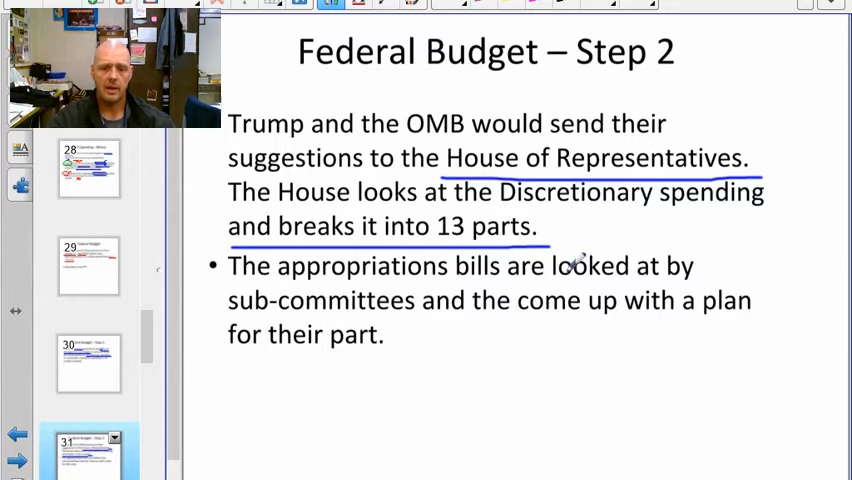 Federal Budget – Step 2
Trump and the OMB would send their
suggestions to the House of Representatives.
The House looks at the Discretionary spending
and breaks it into 13 parts.
• The appropriations bills are looked at by
sub-committees and the come up with a plan
for their part.
28
29
30
31